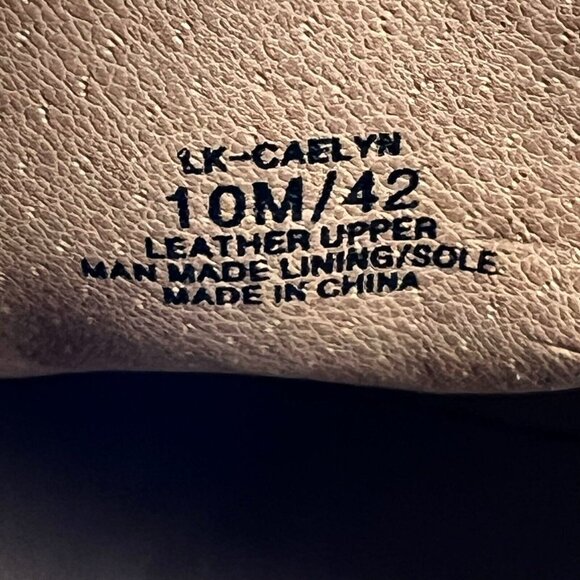 LK-CAELYN
10M/42
LEATHER UPPER
MAN MADE LINING/SOLE
MADE IN CHINA